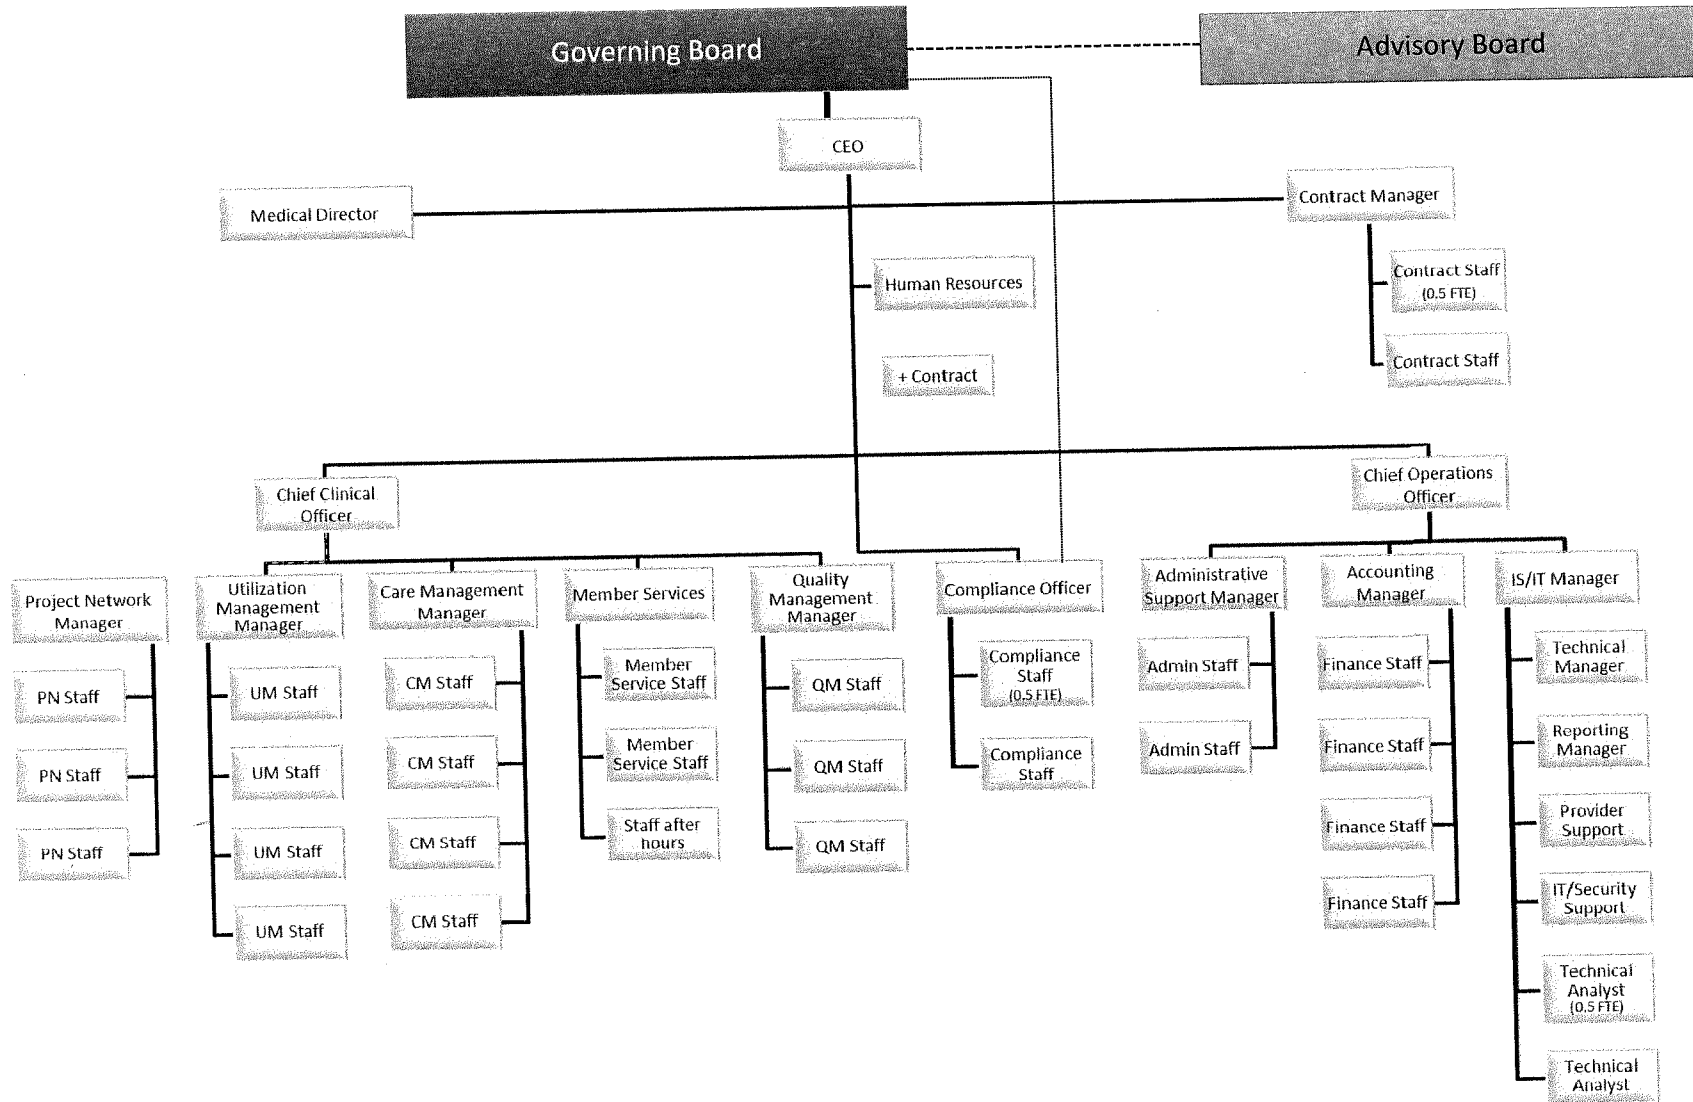 Governing Board
Advisory Board
CEO
Medical Director
Contract Manager
Human Resources
Contract Staff
(0.5 FTE)
+ Contract
Contract Staff
Chief Clinical
Officer
Chief Operations
Officer
Project Network
Manager
Utilization
Management
Manager
Care Management
Manager
Member Services
Quality
Management
Manager
Compliance Officer
Administrative
Support Manager
Accounting
Manager
IS/IT Manager
PN Staff
PN Staff
PN Staff
UM Staff
UM Staff
UM Staff
UM Staff
CM Staff
CM Staff
CM Staff
CM Staff
Member
Service Staff
Member
Service Staff
Staff after
hours
QM Staff
QM Staff
QM Staff
Compliance
Staff
(0.5 FTE)
Compliance
Staff
Admin Staff
Admin Staff
Finance Staff
Finance Staff
Finance Staff
Finance Staff
Technical
Manager
Reporting
Manager
Provider
Support
IT/Security
Support
Technical
Analyst
(0.5 FTE)
Technical
Analyst